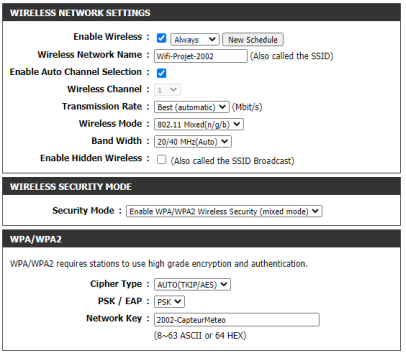 WIRELESS NETWORK SETTINGS
Enable Wireless : Always New Schedule
Wireless Network Name : Wifi-Projet-2002 (Also called the SSID)
Enable Auto Channel Selection :
Wireless Channel : 1
Transmission Rate : Best (automatic) (Mbit/s)
Wireless Mode : 802.11 Mixed(n/g/b)
Band Width : 20/40 MHz(Auto)
Enable Hidden Wireless : (Also called the SSID Broadcast)
WIRELESS SECURITY MODE
Security Mode : Enable WPA/WPA2 Wireless Security (mixed mode)
WPA/WPA2
WPA/WPA2 requires stations to use high grade encryption and authentication.
Cipher Type : AUTO(TKIP/AES)
PSK / EAP : PSK
Network Key : 2002-CapteurMeteo
(8~63 ASCII or 64 HEX)